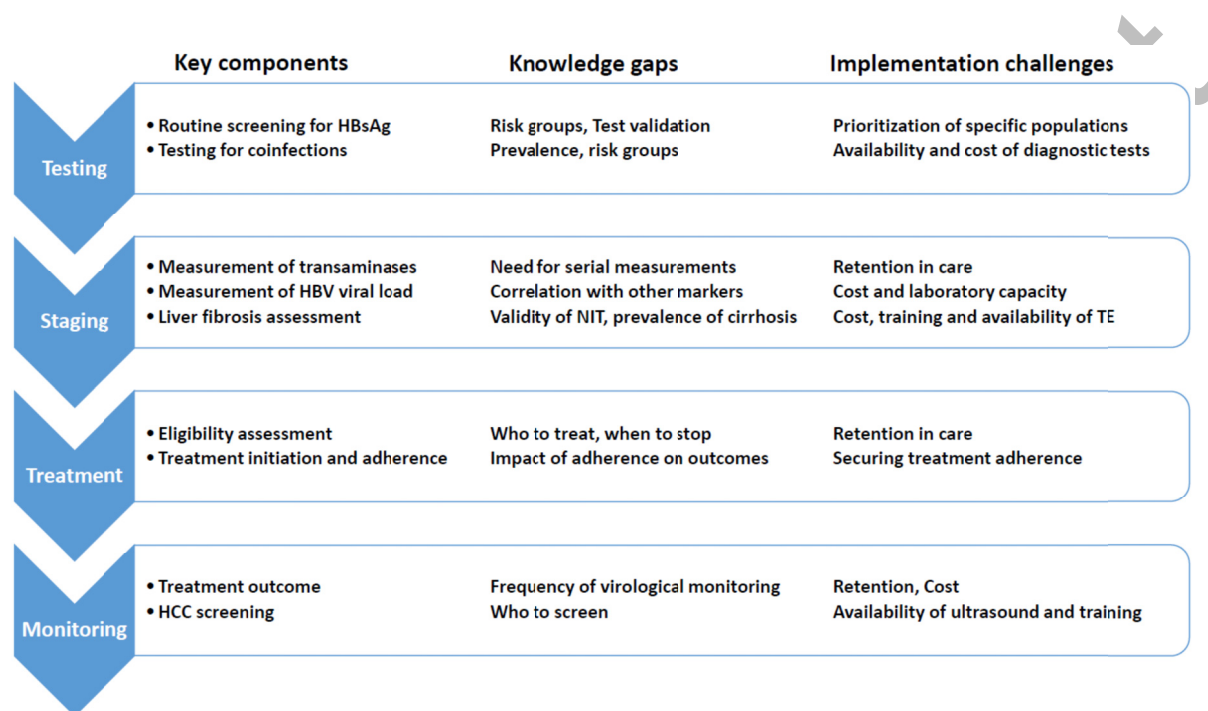 Key components Knowledge gaps Implementation challenges
Testing
• Routine screening for HBsAg Risk groups, Test validation Prioritization of specific populations
• Testing for coinfections Prevalence, risk groups Availability and cost of diagnostic tests
Staging
• Measurement of transaminases Need for serial measurements Retention in care
• Measurement of HBV viral load Correlation with other markers Cost and laboratory capacity
• Liver fibrosis assessment Validity of NIT, prevalence of cirrhosis Cost, training and availability of TE
Treatment
• Eligibility assessment Who to treat, when to stop Retention in care
• Treatment initiation and adherence Impact of adherence on outcomes Securing treatment adherence
Monitoring
• Treatment outcome Frequency of virological monitoring Retention, Cost
• HCC screening Who to screen Availability of ultrasound and training